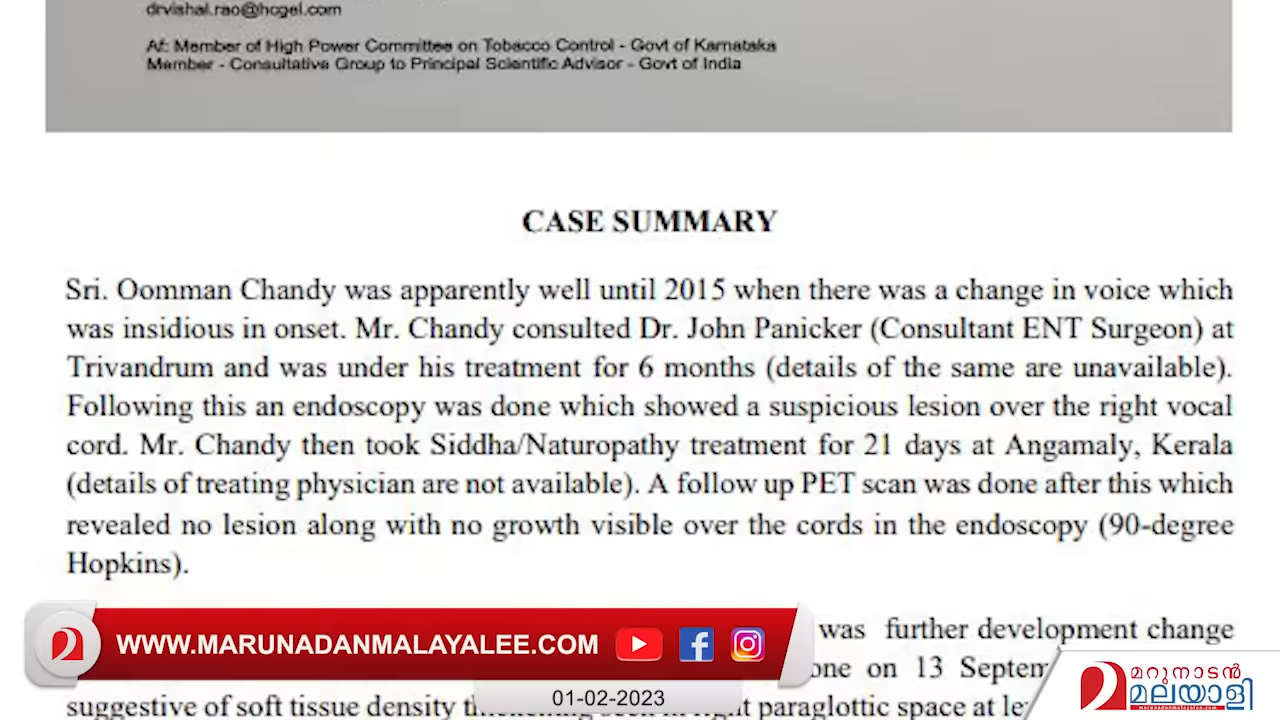 drvishal.rao@hcgel.com
Af: Member of High Power Committee on Tobacco Control - Govt of Karnataka
Member - Consultative Group to Principal Scientific Advisor - Govt of India
CASE SUMMARY
Sri. Oomman Chandy was apparently well until 2015 when there was a change in voice which
was insidious in onset. Mr. Chandy consulted Dr. John Panicker (Consultant ENT Surgeon) at
Trivandrum and was under his treatment for 6 months (details of the same are unavailable).
Following this an endoscopy was done which showed a suspicious lesion over the right vocal
cord. Mr. Chandy then took Siddha/Naturopathy treatment for 21 days at Angamaly, Kerala
(details of treating physician are not available). A follow up PET scan was done after this which
revealed no lesion along with no growth visible over the cords in the endoscopy (90-degree
Hopkins).
was further development change
on 13
suggestive of soft tissue density paraglottic space at
WWW.MARUNADANMALAYALEE.COM
01-02-2023
മറുനാടൻ
മലയാളി
marunadanmalayalee.com